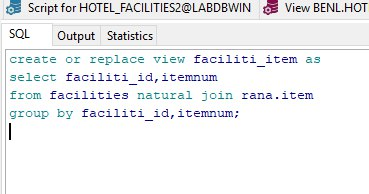 Script for HOTEL_FACILITIES2@LABDBWIN
View BENL.HOT
SQL
Output
Statistics
create or replace view faciliti_item as
select faciliti_id,itemnum
from facilities natural join rana.item
group by faciliti_id,itemnum;